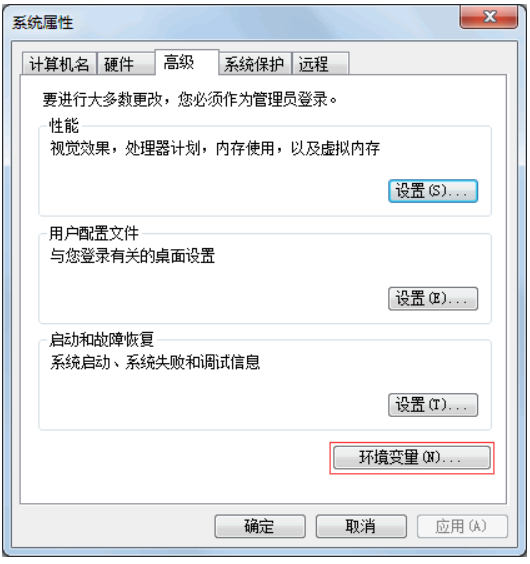 系统属性
计算机名 硬件 高级 系统保护 远程
要进行大多数更改，您必须作为管理员登录。
性能
视觉效果，处理器计划，内存使用，以及虚拟内存
设置(S)...
用户配置文件
与您登录有关的桌面设置
设置(E)...
启动和故障恢复
系统启动、系统失败和调试信息
设置(T)...
环境变量(N)...
确定 取消 应用(A)